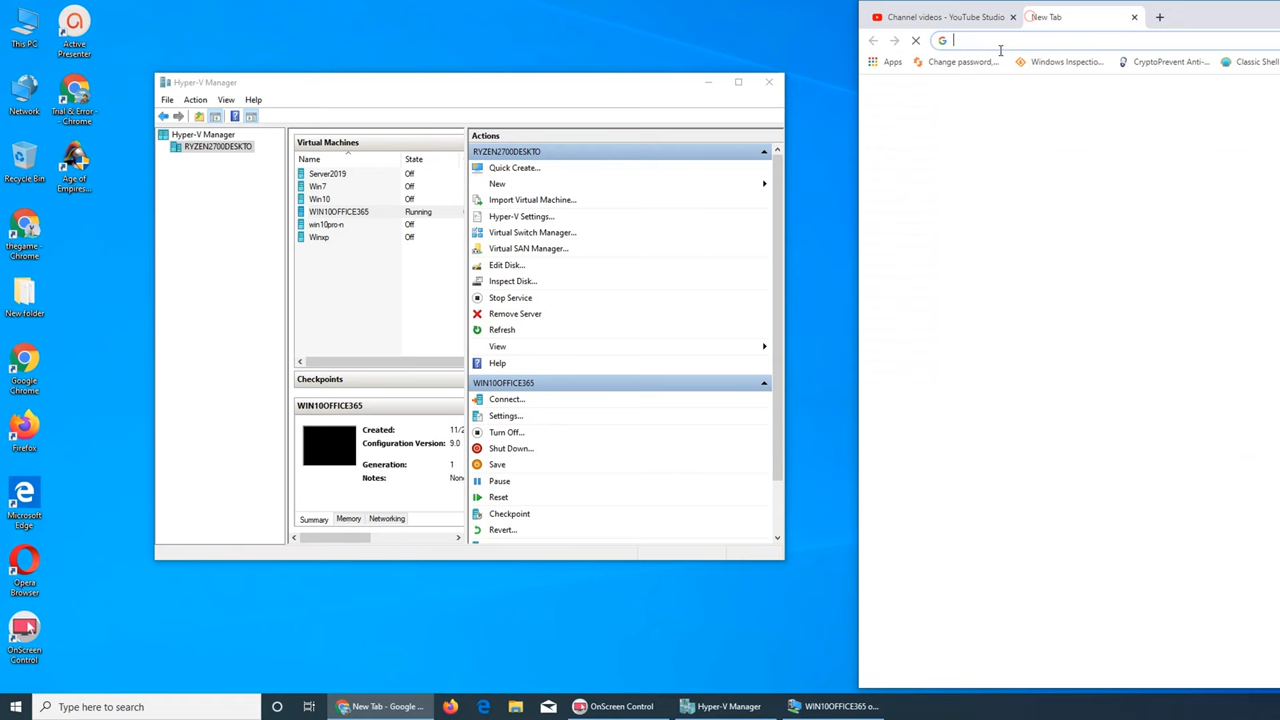 This PC
Active
Presenter
Network
Trial & Error -
Chrome
Recycle Bin
Age of
Empires...
thegame -
Chrome
New folder
Google
Chrome
Firefox
Microsoft
Edge
Opera
Browser
OnScreen
Control
Hyper-V Manager
File Action View Help
Hyper-V Manager
RYZEN2700DESKTO
Virtual Machines
Name State
Server2019 Off
Win7 Off
Win10 Off
WIN10OFFICE365 Running
win10pro-n Off
Winxp Off
Checkpoints
WIN10OFFICE365
Created: 11/2
Configuration Version: 9.0
Generation: 1
Notes: Non
Summary Memory Networking
Actions
RYZEN2700DESKTO
Quick Create...
New
Import Virtual Machine...
Hyper-V Settings...
Virtual Switch Manager...
Virtual SAN Manager...
Edit Disk...
Inspect Disk...
Stop Service
Remove Server
Refresh
View
Help
WIN10OFFICE365
Connect...
Settings...
Turn Off...
Shut Down...
Save
Pause
Reset
Checkpoint
Revert...
Channel videos - YouTube Studio New Tab
Apps Change password,... Windows Inspectio... CryptoPrevent Anti-... Classic Shell
Type here to search New Tab - Google ... OnScreen Control Hyper-V Manager WIN10OFFICE365 o...